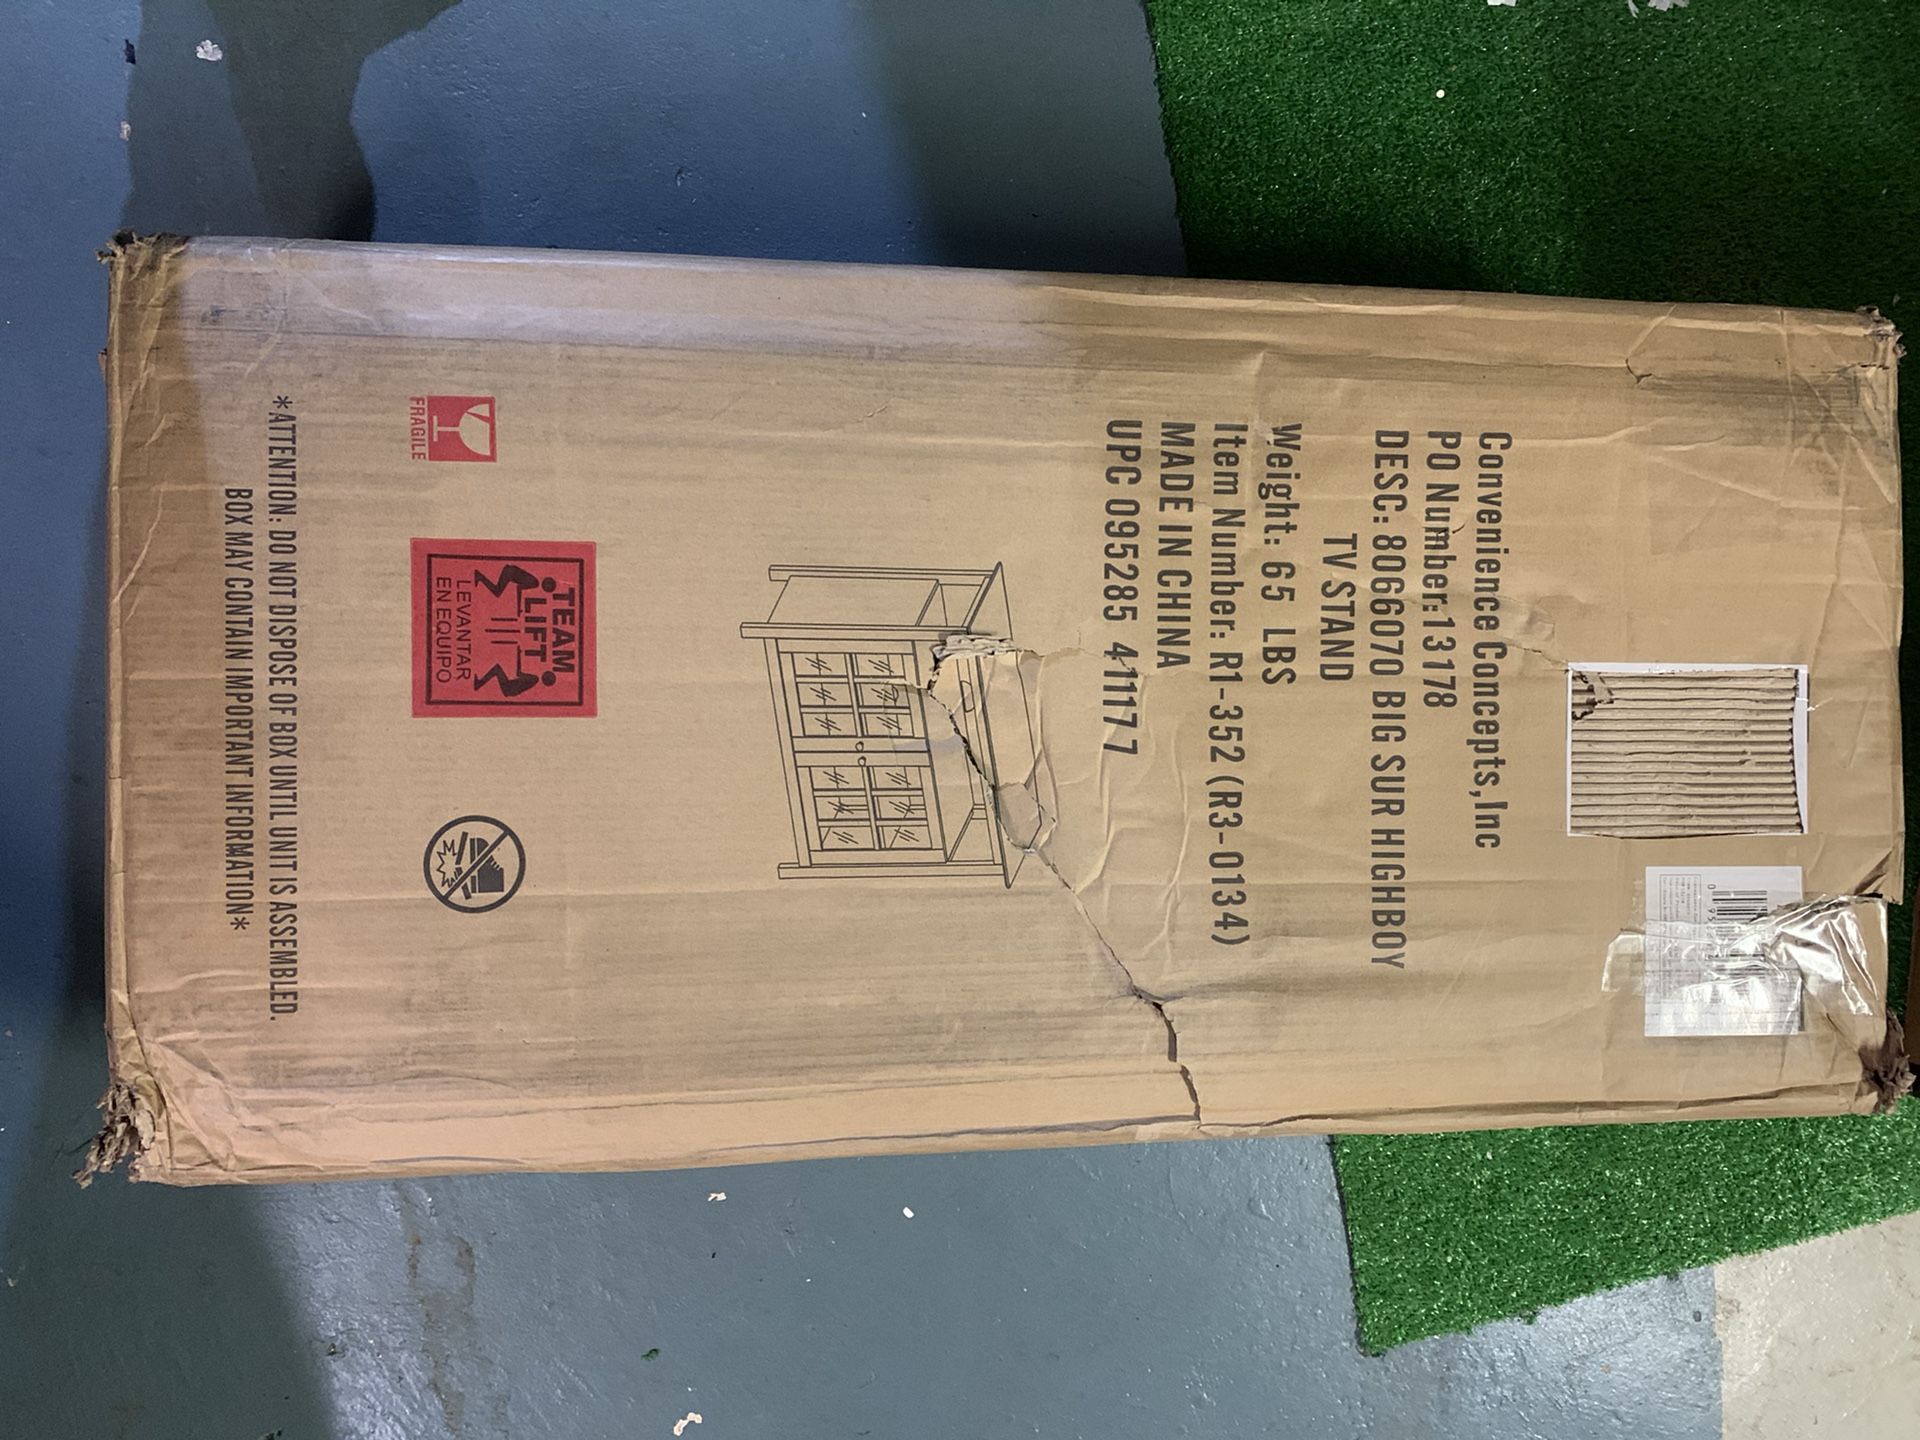 Convenience Concepts, Inc
PO Number:13178
DESC: 8066070 BIG SUR HIGHBOY
TV STAND
Weight: 65 LBS
Item Number: R1-352 (R3-0134)
MADE IN CHINA
UPC 095285 41117 7
FRAGILE
TEAM
LIFT
LEVANTAR
EN EQUIPO
*ATTENTION: DO NOT DISPOSE OF BOX UNTIL UNIT IS ASSEMBLED.
BOX MAY CONTAIN IMPORTANT INFORMATION*